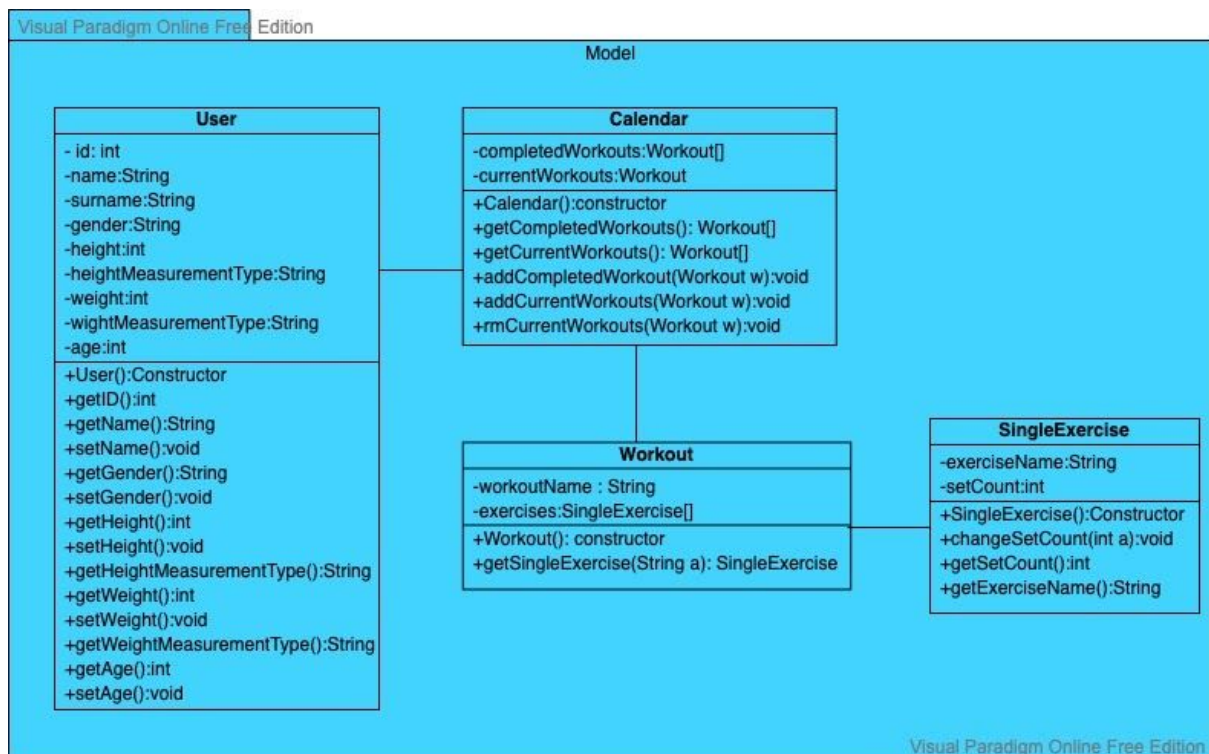 Visual Paradigm Online Free Edition
Model
User
- id: int
-name:String
-surname:String
-gender:String
-height:int
-heightMeasurementType:String
-weight:int
-wightMeasurementType:String
-age:int
+User():Constructor
+getID():int
+getName():String
+setName():void
+getGender():String
+setGender():void
+getHeight():int
+setHeight():void
+getHeightMeasurementType():String
+getWeight():int
+setWeight():void
+getWeightMeasurementType():String
+getAge():int
+setAge():void
Calendar
-completedWorkouts:Workout[]
-currentWorkouts:Workout
+Calendar():constructor
+getCompletedWorkouts(): Workout[]
+getCurrentWorkouts(): Workout[]
+addCompletedWorkout(Workout w):void
+addCurrentWorkouts(Workout w):void
+rmCurrentWorkouts(Workout w):void
Workout
-workoutName : String
-exercises:SingleExercise[]
+Workout(): constructor
+getSingleExercise(String a): SingleExercise
SingleExercise
-exerciseName:String
-setCount:int
+SingleExercise():Constructor
+changeSetCount(int a):void
+getSetCount():int
+getExerciseName():String
Visual Paradigm Online Free Edition